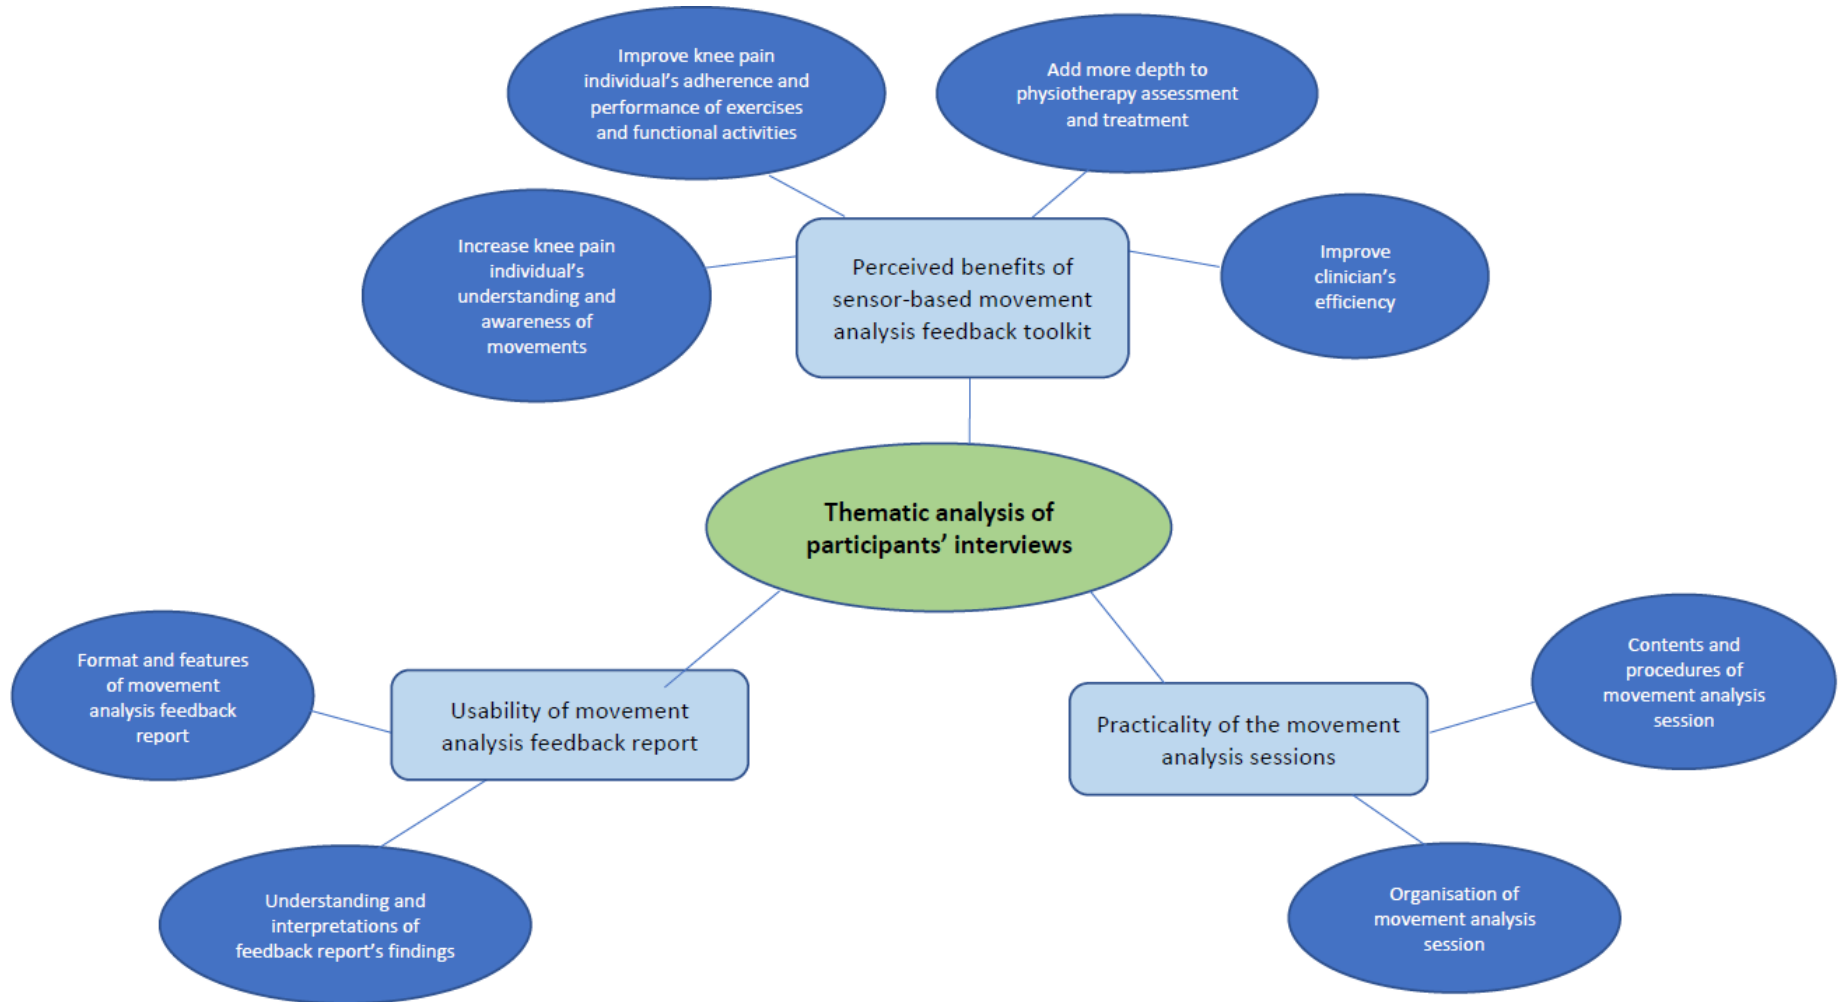 Improve knee pain
individual's adherence and
performance of exercises
and functional activities
Add more depth to
physiotherapy assessment
and treatment
Increase knee pain
individual's
understanding and
awareness of
movements
Perceived benefits of
sensor-based movement
analysis feedback toolkit
Improve
clinician's
efficiency
Thematic analysis of
participants' interviews
Format and features
of movement
analysis feedback
report
Usability of movement
analysis feedback report
Practicality of the movement
analysis sessions
Contents and
procedures of
movement analysis
session
Understanding and
interpretations of
feedback report's findings
Organisation of
movement analysis
session